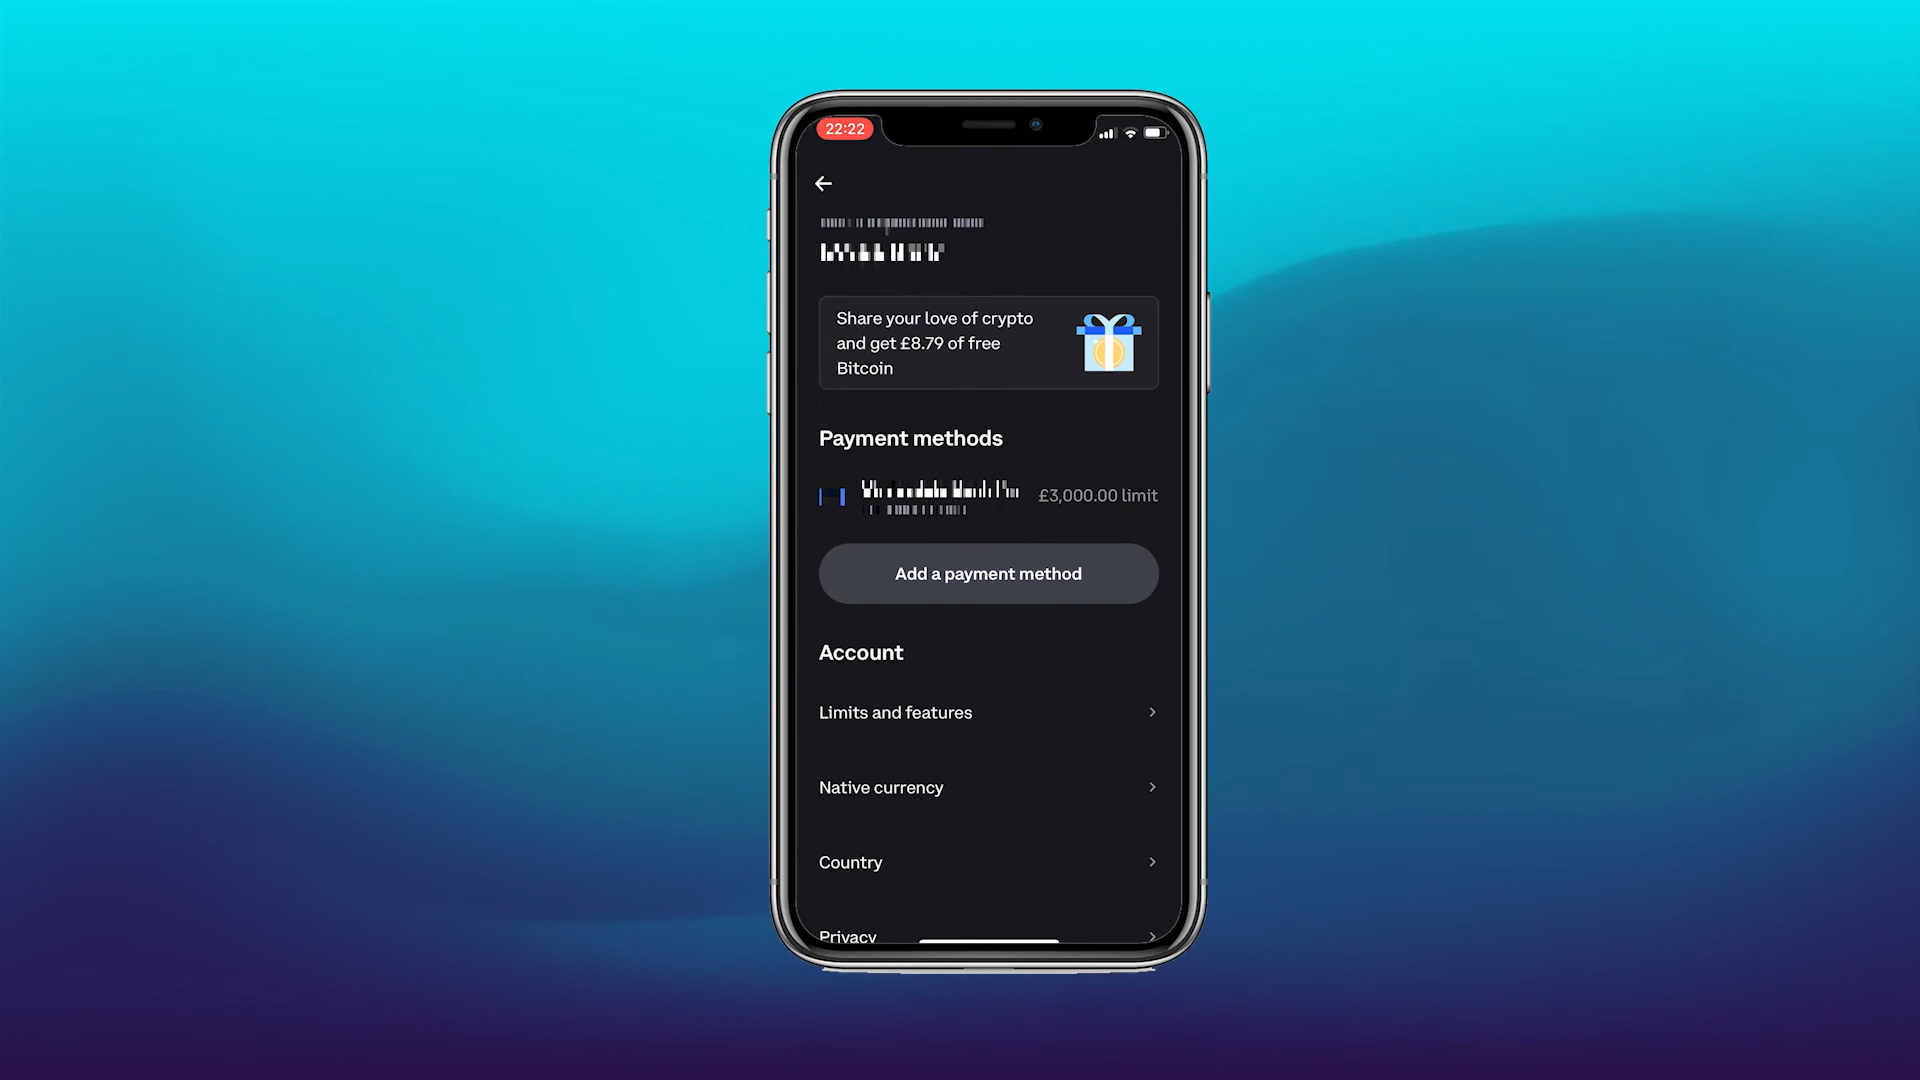 22:22
Share your love of crypto
and get £8.79 of free
Bitcoin
Payment methods
£3,000.00 limit
Add a payment method
Account
Limits and features
Native currency
Country
Privacy